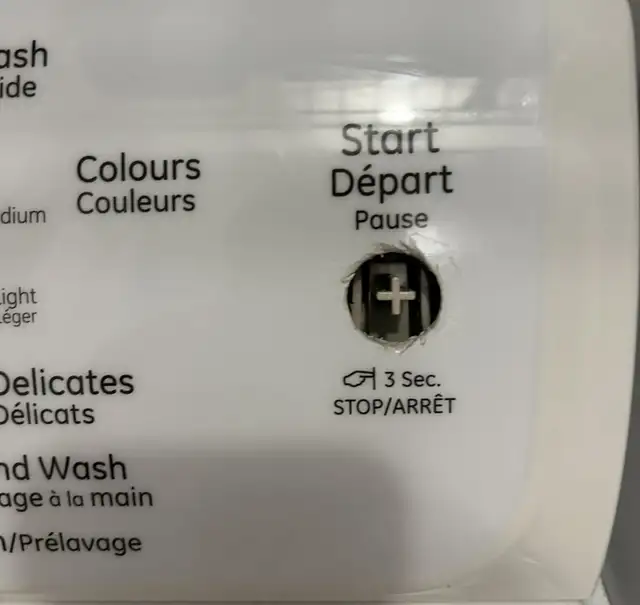 ash
ide
Colours
Couleurs
dium
Start
Départ
Pause
ight
éger
3 Sec.
STOP/ARRÊT
Delicates
Délicats
nd Wash
age à la main
/Prélavage